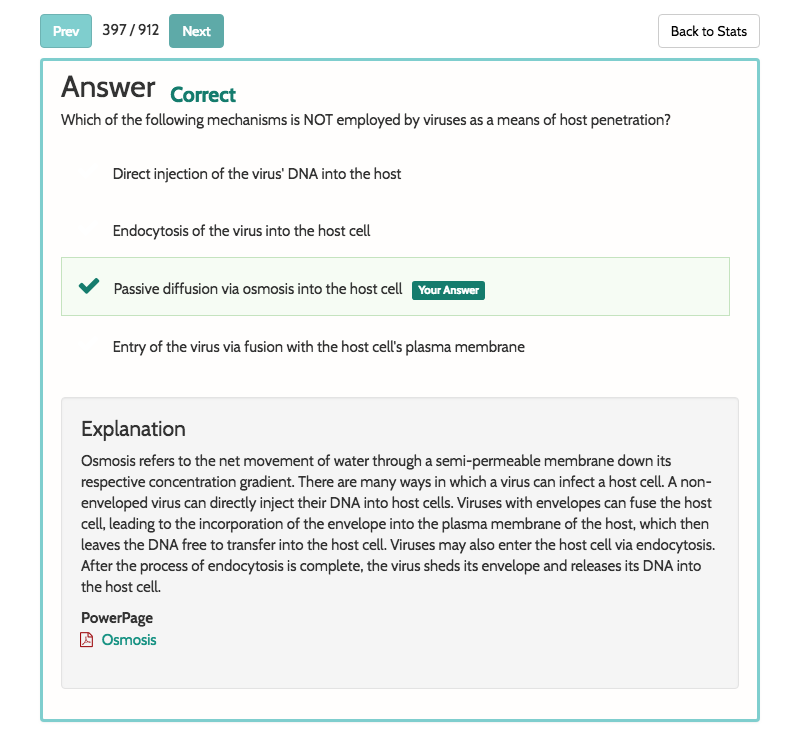 Prev 397 / 912 Next Back to Stats
Answer Correct
Which of the following mechanisms is NOT employed by viruses as a means of host penetration?
Direct injection of the virus' DNA into the host
Endocytosis of the virus into the host cell
Passive diffusion via osmosis into the host cell Your Answer
Entry of the virus via fusion with the host cell's plasma membrane
Explanation
Osmosis refers to the net movement of water through a semi-permeable membrane down its
respective concentration gradient. There are many ways in which a virus can infect a host cell. A non-
enveloped virus can directly inject their DNA into host cells. Viruses with envelopes can fuse the host
cell, leading to the incorporation of the envelope into the plasma membrane of the host, which then
leaves the DNA free to transfer into the host cell. Viruses may also enter the host cell via endocytosis.
After the process of endocytosis is complete, the virus sheds its envelope and releases its DNA into
the host cell.
PowerPage
Osmosis